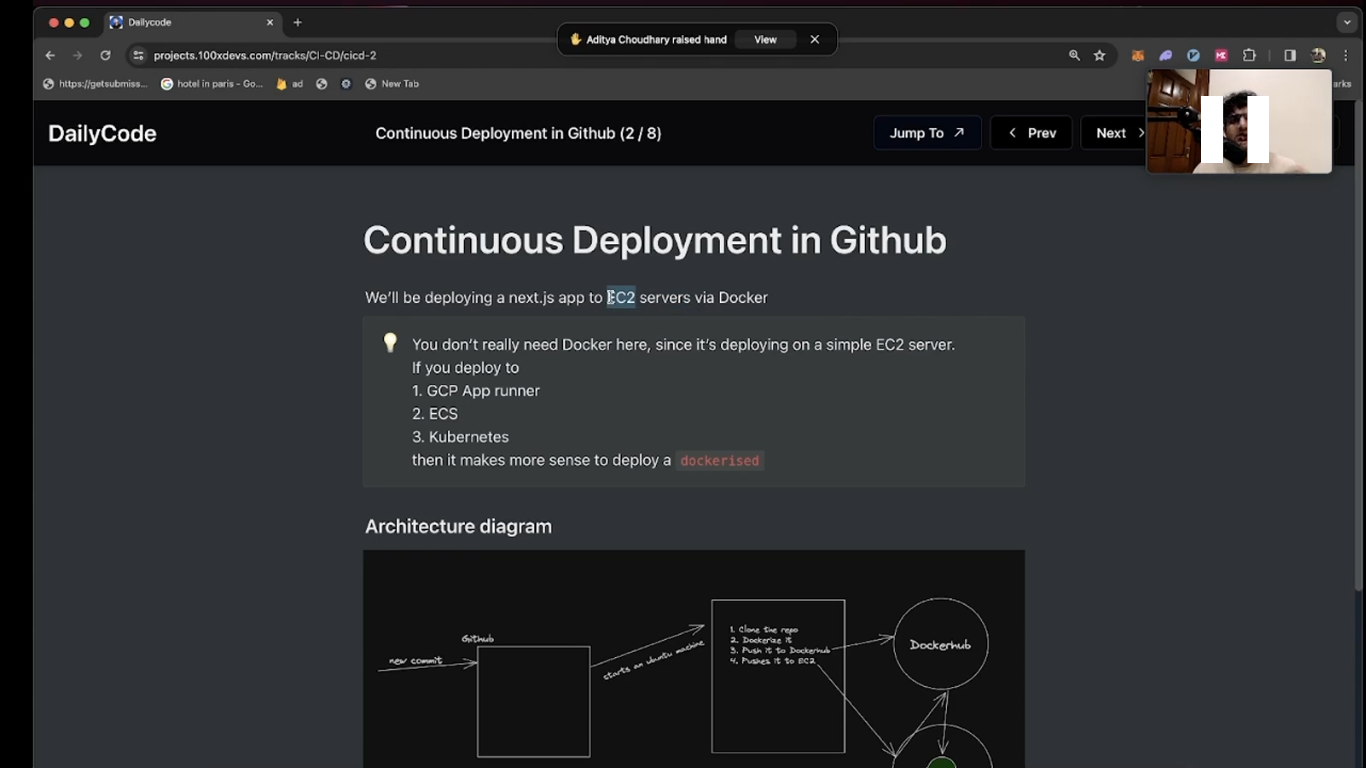 Dailycode
Aditya Choudhary raised hand
View
projects.100xdevs.com/tracks/CI-CD/cicd-2
https://getsubmiss...
hotel in paris - Go...
ad
New Tab
arks
DailyCode
Continuous Deployment in Github (2 / 8)
Jump To
Prev
Next
Continuous Deployment in Github
We'll be deploying a next.js app to EC2 servers via Docker
You don't really need Docker here, since it's deploying on a simple EC2 server.
If you deploy to
1. GCP App runner
2. ECS
3. Kubernetes
then it makes more sense to deploy a dockerised
Architecture diagram
Github
new commit
starts an ubuntu machine
1. Clone the repo
2. Dockerize it
3. Push it to Dockerhub
4. Pushes it to EC2
Dockerhub